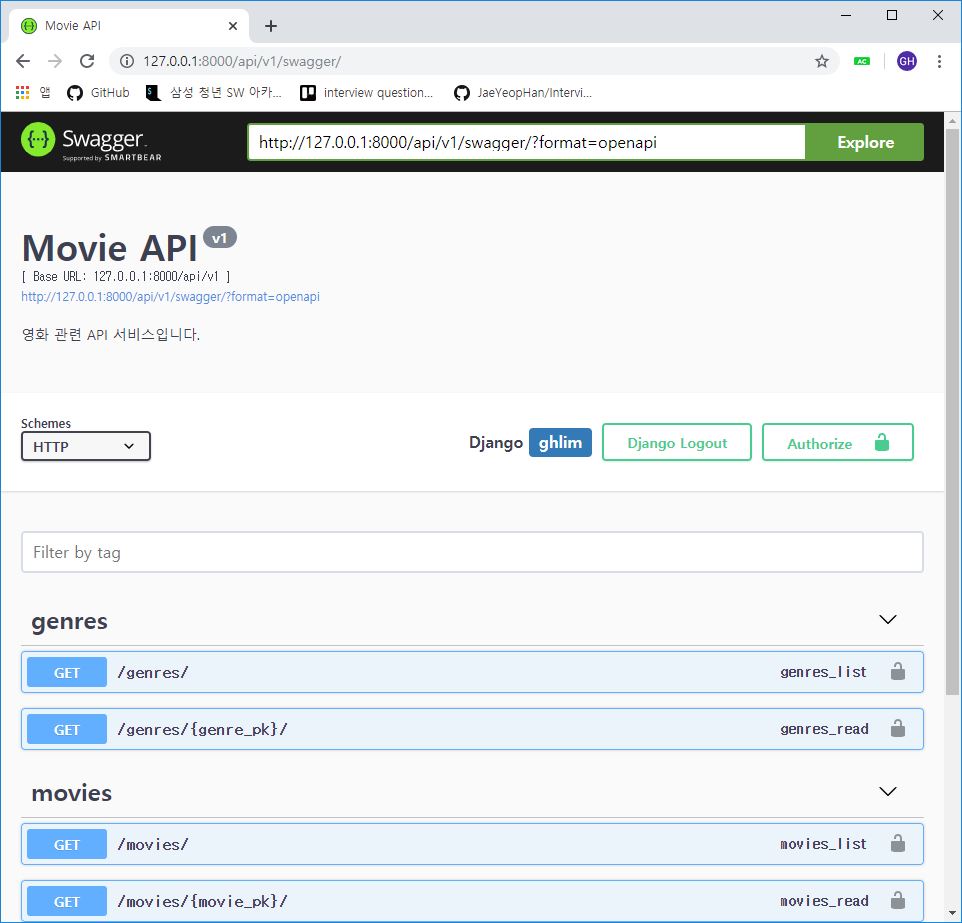 Movie API
127.0.0.1:8000/api/v1/swagger/
AC
GH
앱
GitHub
삼성 청년 SW 아카...
interview question...
JaeYeopHan/Intervi...
Swagger
Supported by SMARTBEAR
http://127.0.0.1:8000/api/v1/swagger/?format=openapi
Explore
Movie API v1
[ Base URL: 127.0.0.1:8000/api/v1 ]
http://127.0.0.1:8000/api/v1/swagger/?format=openapi
영화 관련 API 서비스입니다.
Schemes
HTTP
Django ghlim
Django Logout
Authorize
Filter by tag
genres
GET /genres/ genres_list
GET /genres/{genre_pk}/ genres_read
movies
GET /movies/ movies_list
GET /movies/{movie_pk}/ movies_read